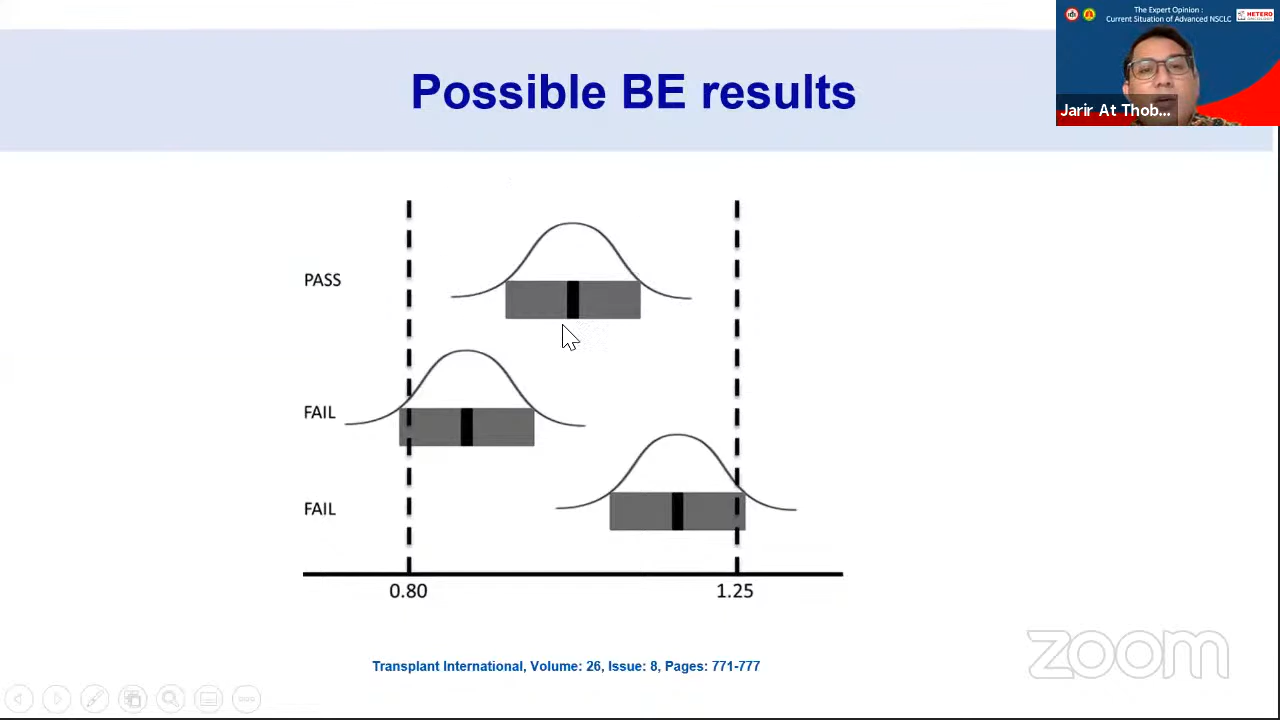 The Expert Opinion :
Current Situation of Advanced NSCLC
HETERO
Jarir At Thob...
Possible BE results
PASS
FAIL
FAIL
0.80
1.25
Transplant International, Volume: 26, Issue: 8, Pages: 771-777
zoom